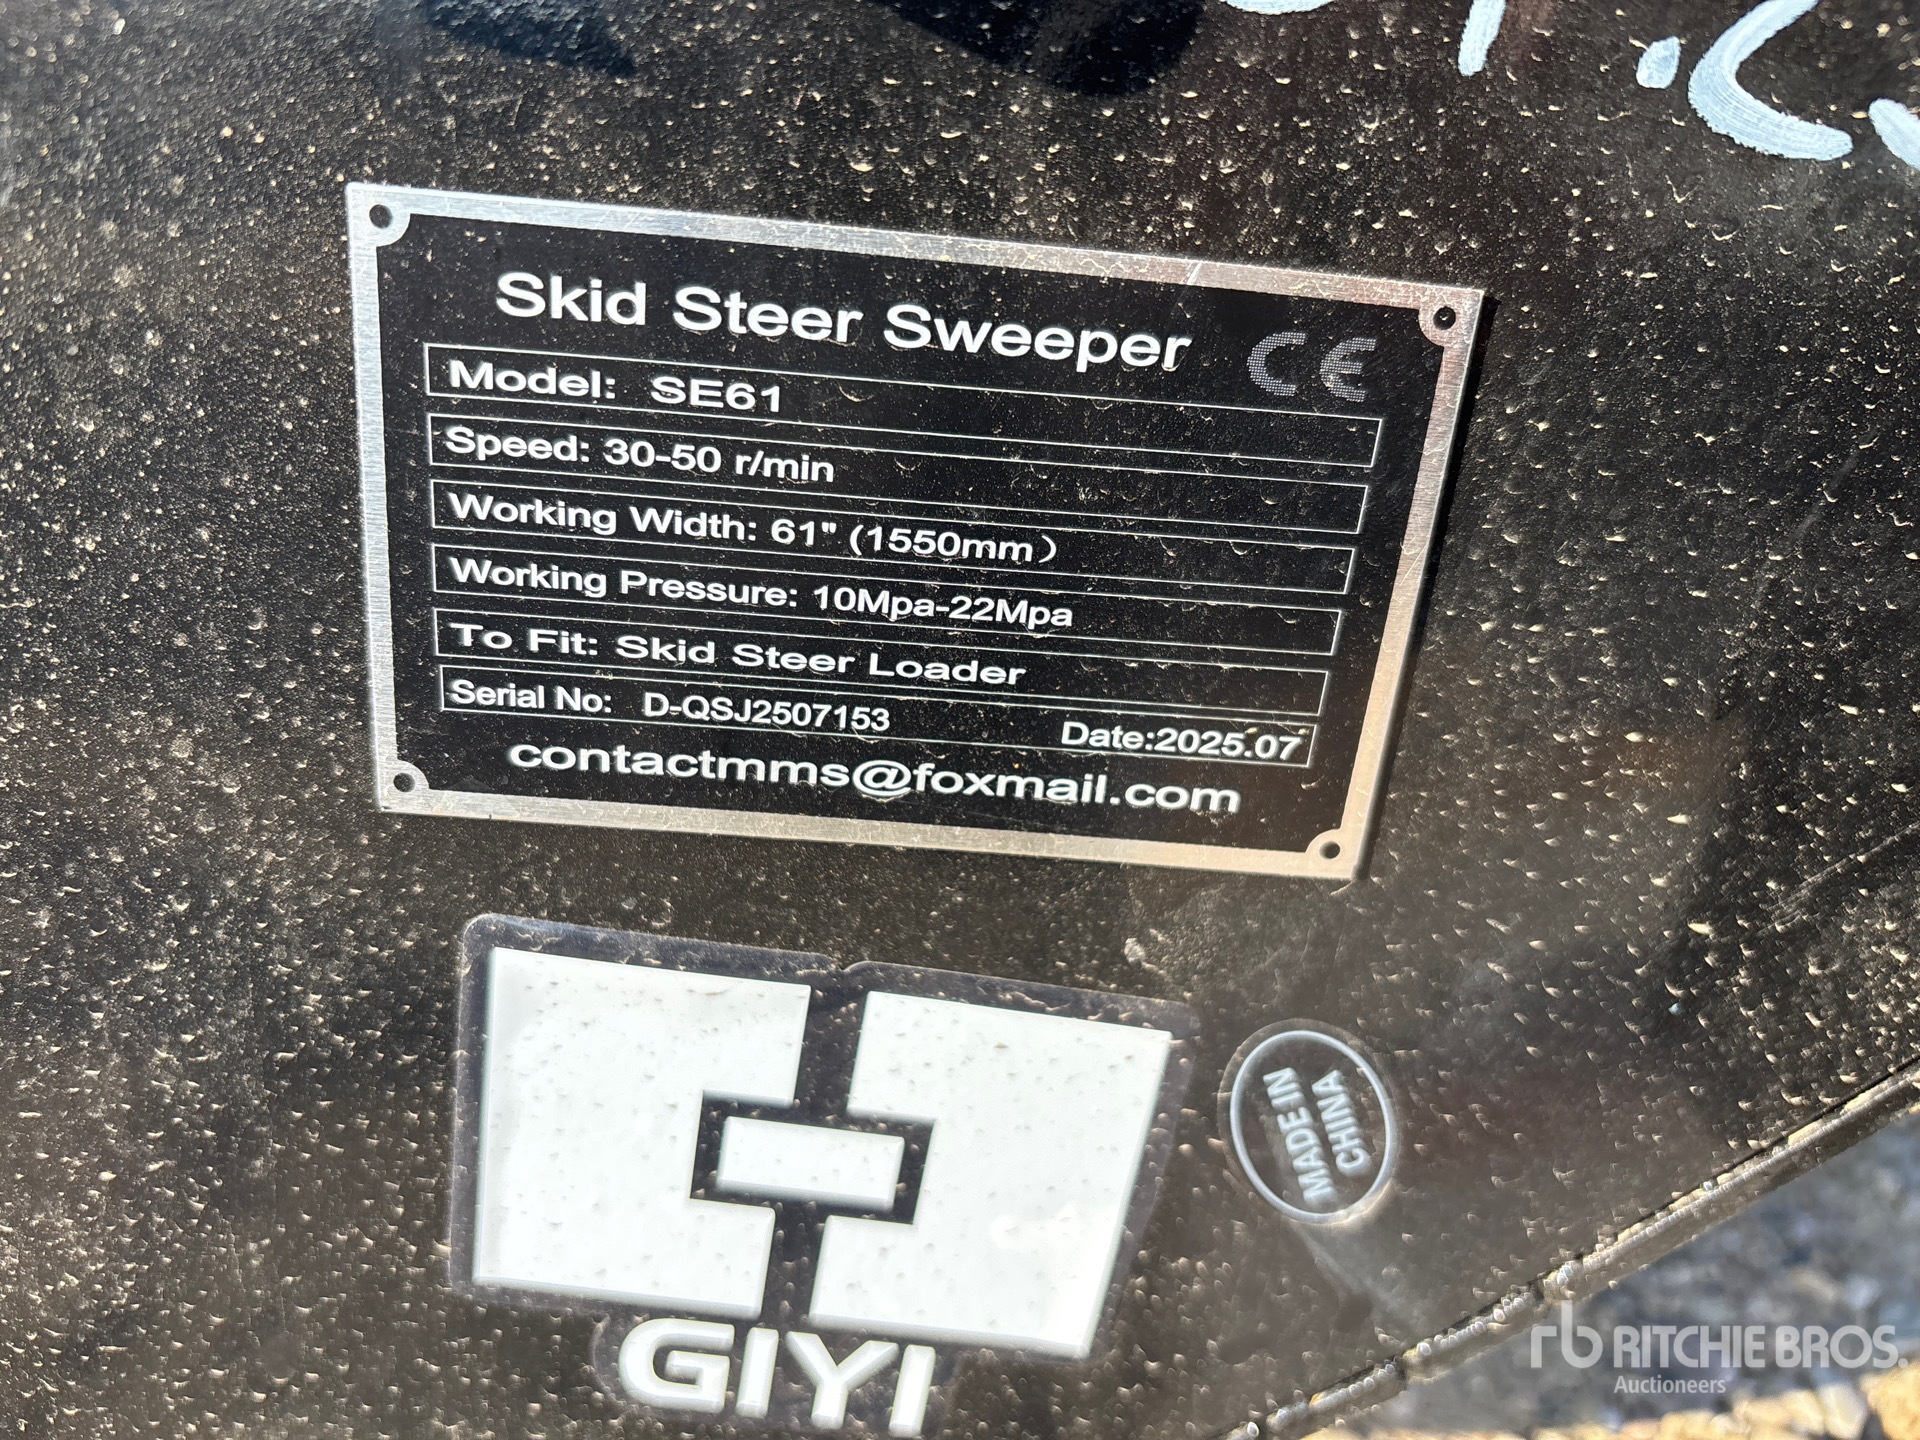 Skid Steer Sweeper
CE
Model: SE61
Speed: 30-50 r/min
Working Width: 61" (1550mm）
Working Pressure: 10Mpa-22Mpa
To Fit: Skid Steer Loader
Serial No: D-QSJ2507153 Date:2025.07
contactmms@foxmail.com
GIYI
MADE IN
CHINA
rb RITCHIE BROS.
Auctioneers